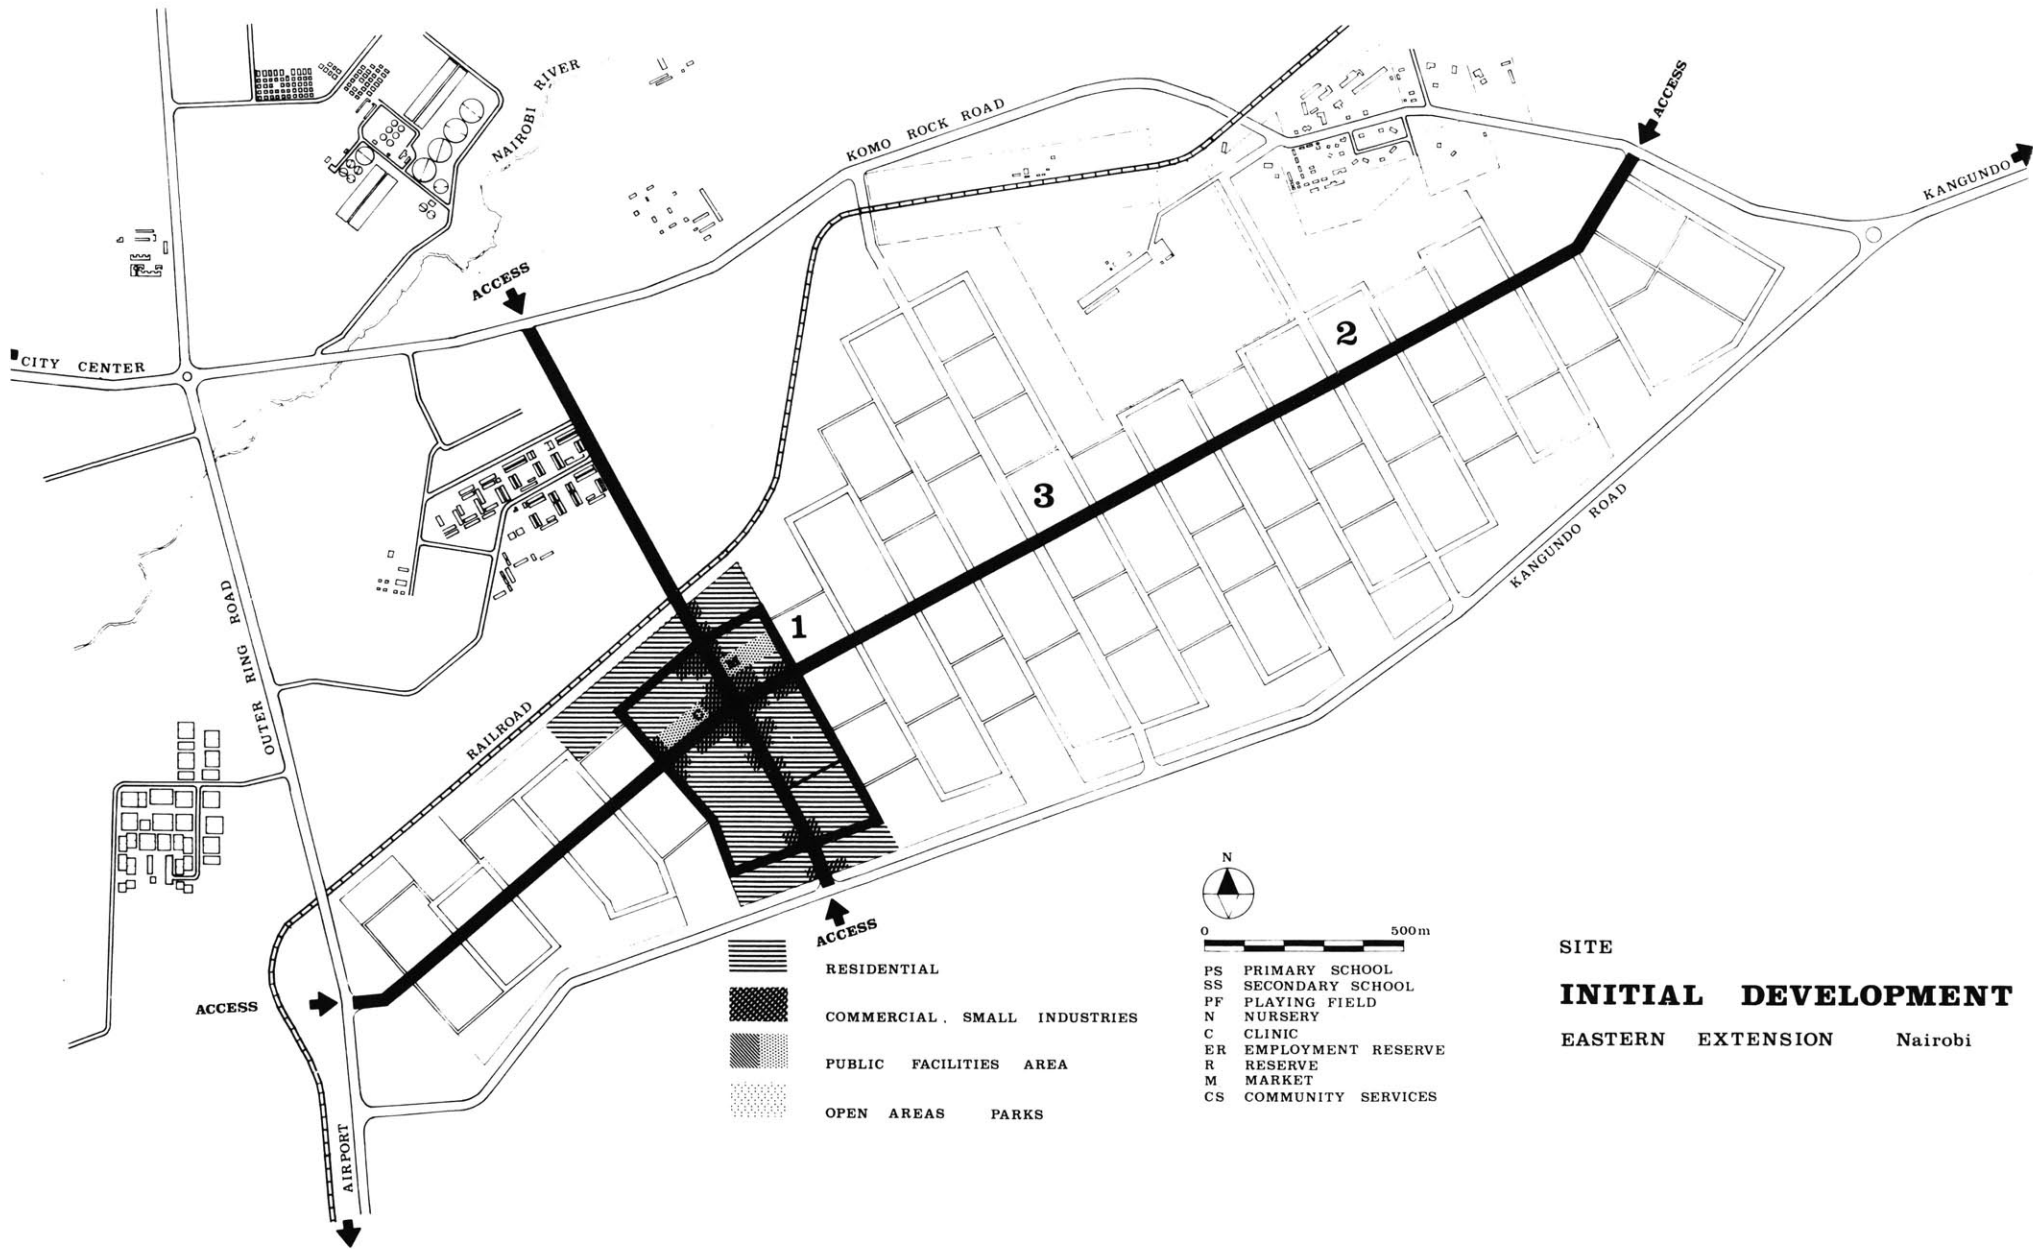 NAIROBI RIVER
KOMO ROCK ROAD
ACCESS
KANGUNDO
ACCESS
CITY CENTER
2
3
KANGUNDO ROAD
1
OUTER RING ROAD
RAILROAD
ACCESS
ACCESS
AIRPORT
RESIDENTIAL
COMMERCIAL, SMALL INDUSTRIES
PUBLIC FACILITIES AREA
OPEN AREAS PARKS
N
0 500m
PS PRIMARY SCHOOL
SS SECONDARY SCHOOL
PF PLAYING FIELD
N NURSERY
C CLINIC
ER EMPLOYMENT RESERVE
R RESERVE
M MARKET
CS COMMUNITY SERVICES
SITE
INITIAL DEVELOPMENT
EASTERN EXTENSION Nairobi